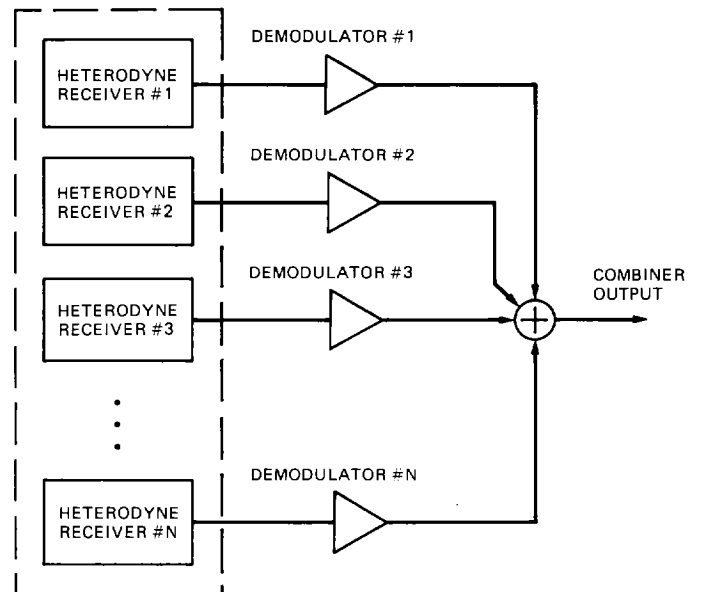 DEMODULATOR #1
HETERODYNE
RECEIVER #1
DEMODULATOR #2
HETERODYNE
RECEIVER #2
DEMODULATOR #3
HETERODYNE
RECEIVER #3
COMBINER
OUTPUT
DEMODULATOR #N
HETERODYNE
RECEIVER #N